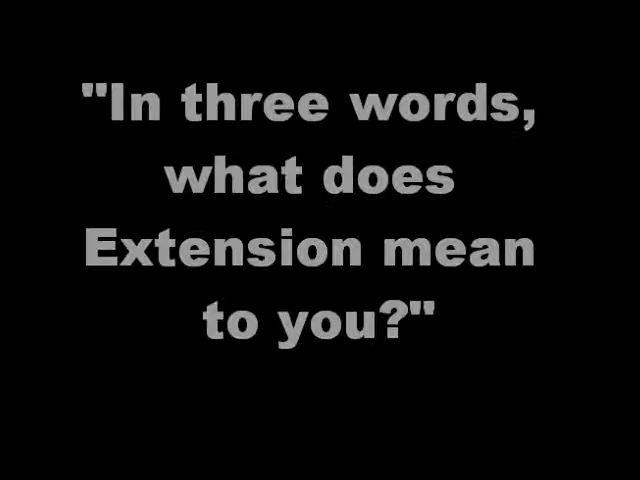 "In three words,
what does
Extension mean
to you?"